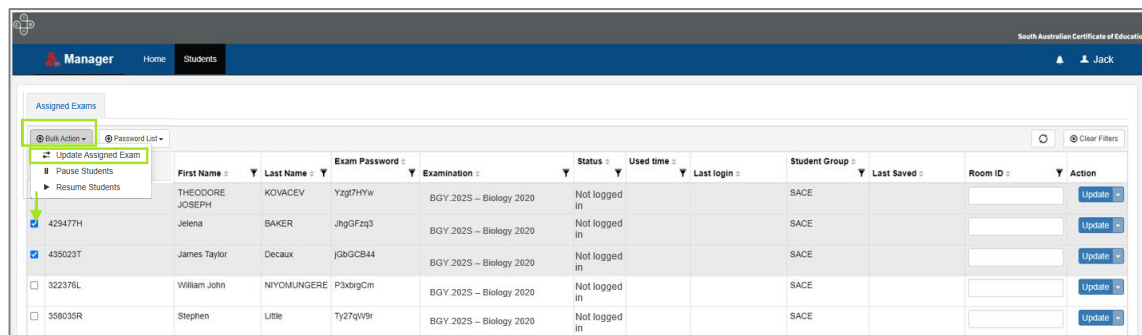 South Australian Certificate of Educatio
Manager Home Students Jack
Assigned Exams
Bulk Action Password List Clear Filters
Update Assigned Exam
Pause Students
Resume Students
First Name Last Name Exam Password Examination Status Used time Last login Student Group Last Saved Room ID Action
THEODORE JOSEPH KOVACEV Yzgt7HYw BGY.202S – Biology 2020 Not logged in SACE Update
429477H Jelena BAKER JhgGFzq3 BGY.202S – Biology 2020 Not logged in SACE Update
435023T James Taylor Decaux jGbGCB44 BGY.202S – Biology 2020 Not logged in SACE Update
322376L William John NIYOMUNGERE P3xbrgCm BGY.202S – Biology 2020 Not logged in SACE Update
358035R Stephen Little Ty27qW9r BGY.202S – Biology 2020 Not logged in SACE Update